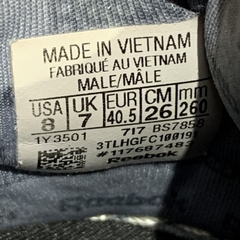 MADE IN VIETNAM
FABRIQUÉ AU VIETNAM
MALE/MÂLE
USA UK EUR CM mm
8 7 40.5 26 260
1Y3501 717 BS7858
3TLHGFC10019
#117687483
Reebok